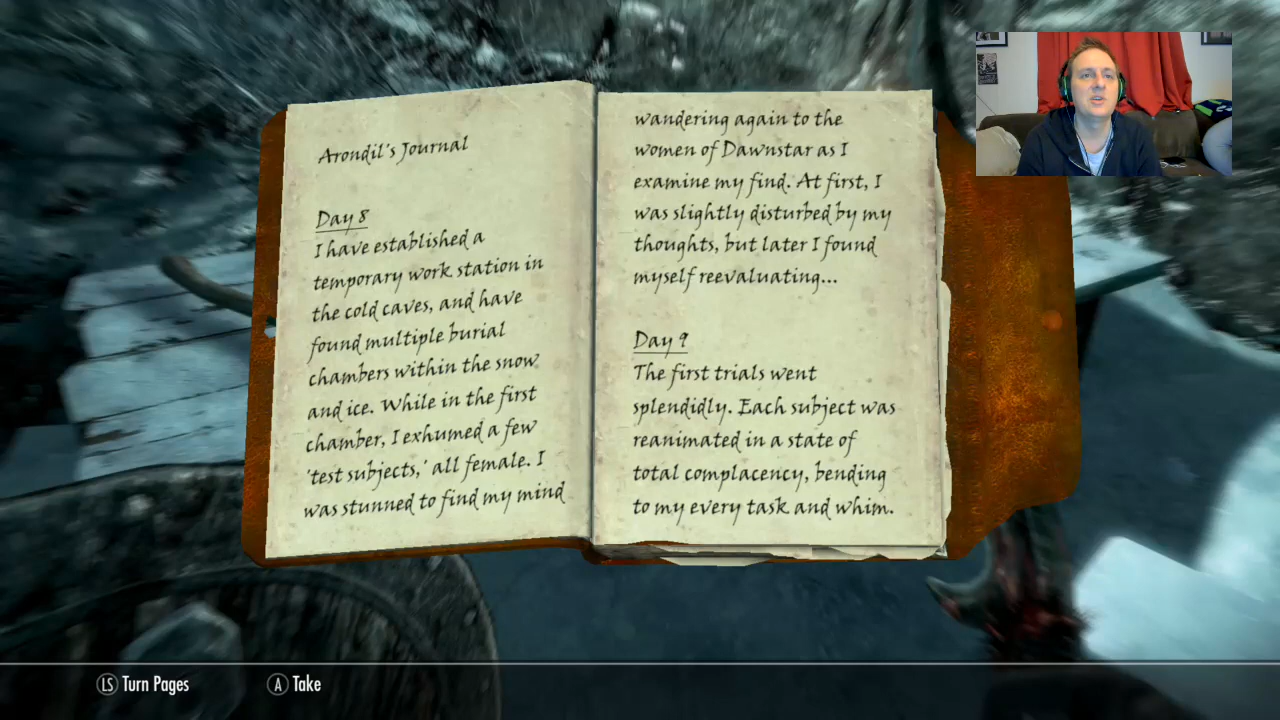 Arondil's Journal
Day 8
I have established a
temporary work station in
the cold caves, and have
found multiple burial
chambers within the snow
and ice. While in the first
chamber, I exhumed a few
'test subjects,' all female. I
was stunned to find my mind
wandering again to the
women of Dawnstar as I
examine my find. At first, I
was slightly disturbed by my
thoughts, but later I found
myself reevaluating...
Day 9
The first trials went
splendidly. Each subject was
reanimated in a state of
total complacency, bending
to my every task and whim.
LS Turn Pages
A Take